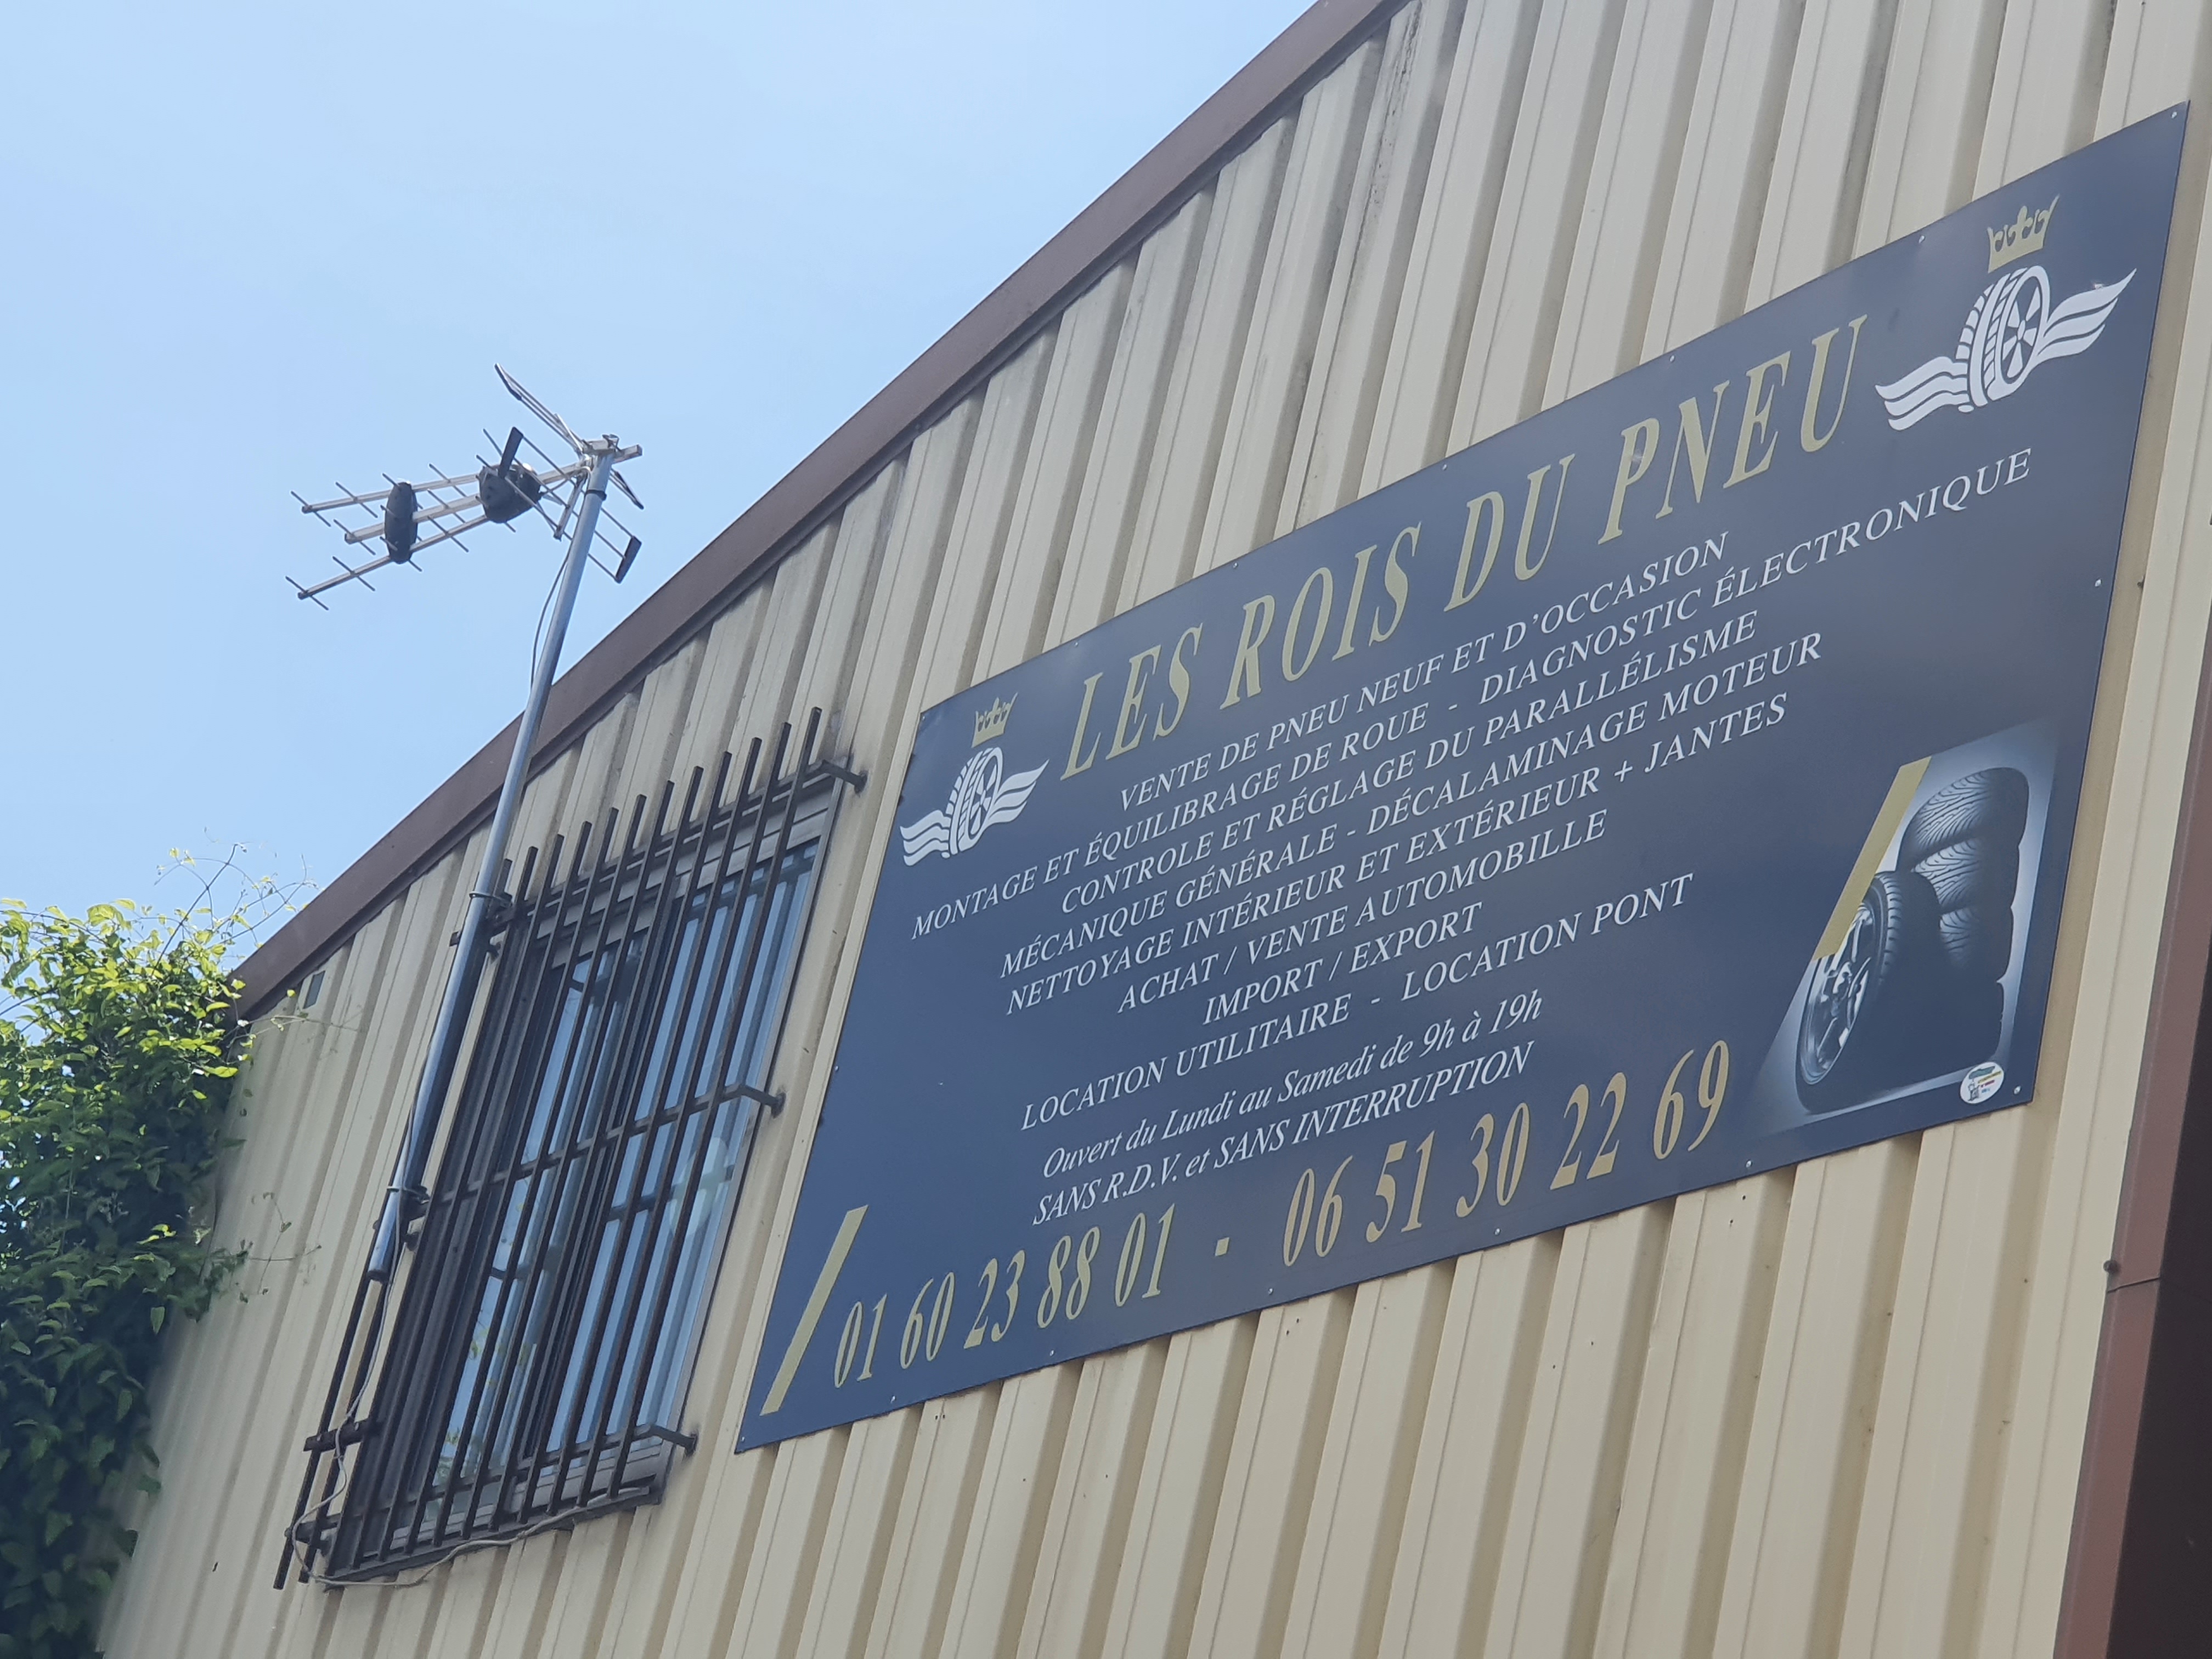 LES ROIS DU PNEU
VENTE DE PNEU NEUF ET D'OCCASION
MONTAGE ET ÉQUILIBRAGE DE ROUE - DIAGNOSTIC ÉLECTRONIQUE
CONTROLE ET RÉGLAGE DU PARALLÉLISME
MÉCANIQUE GÉNÉRALE - DÉCALAMINAGE MOTEUR
NETTOYAGE INTÉRIEUR ET EXTÉRIEUR + JANTES
ACHAT / VENTE AUTOMOBILLE
IMPORT / EXPORT
LOCATION UTILITAIRE - LOCATION PONT
Ouvert du Lundi au Samedi de 9h à 19h
SANS R.D.V. et SANS INTERRUPTION
01 60 23 88 01 - 06 51 30 22 69